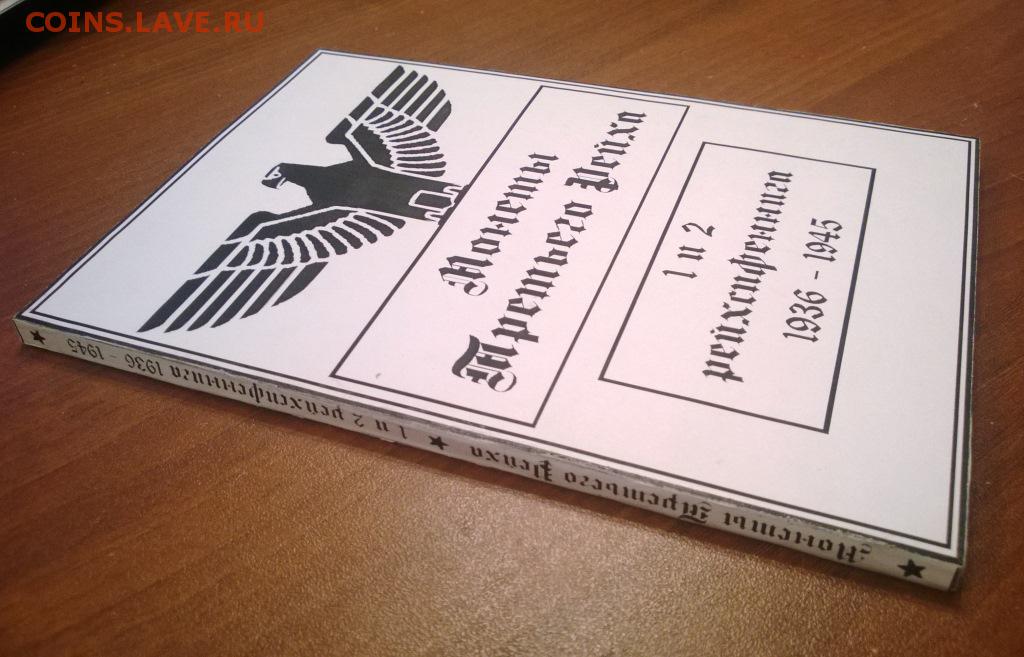 COINS.LAVE.RU
Монеты
Третьего Рейха
1 и 2
рейхспфеннига
1936 - 1945
Монеты Третьего Рейха ★ 1 и 2 рейхспфеннига 1936 - 1945